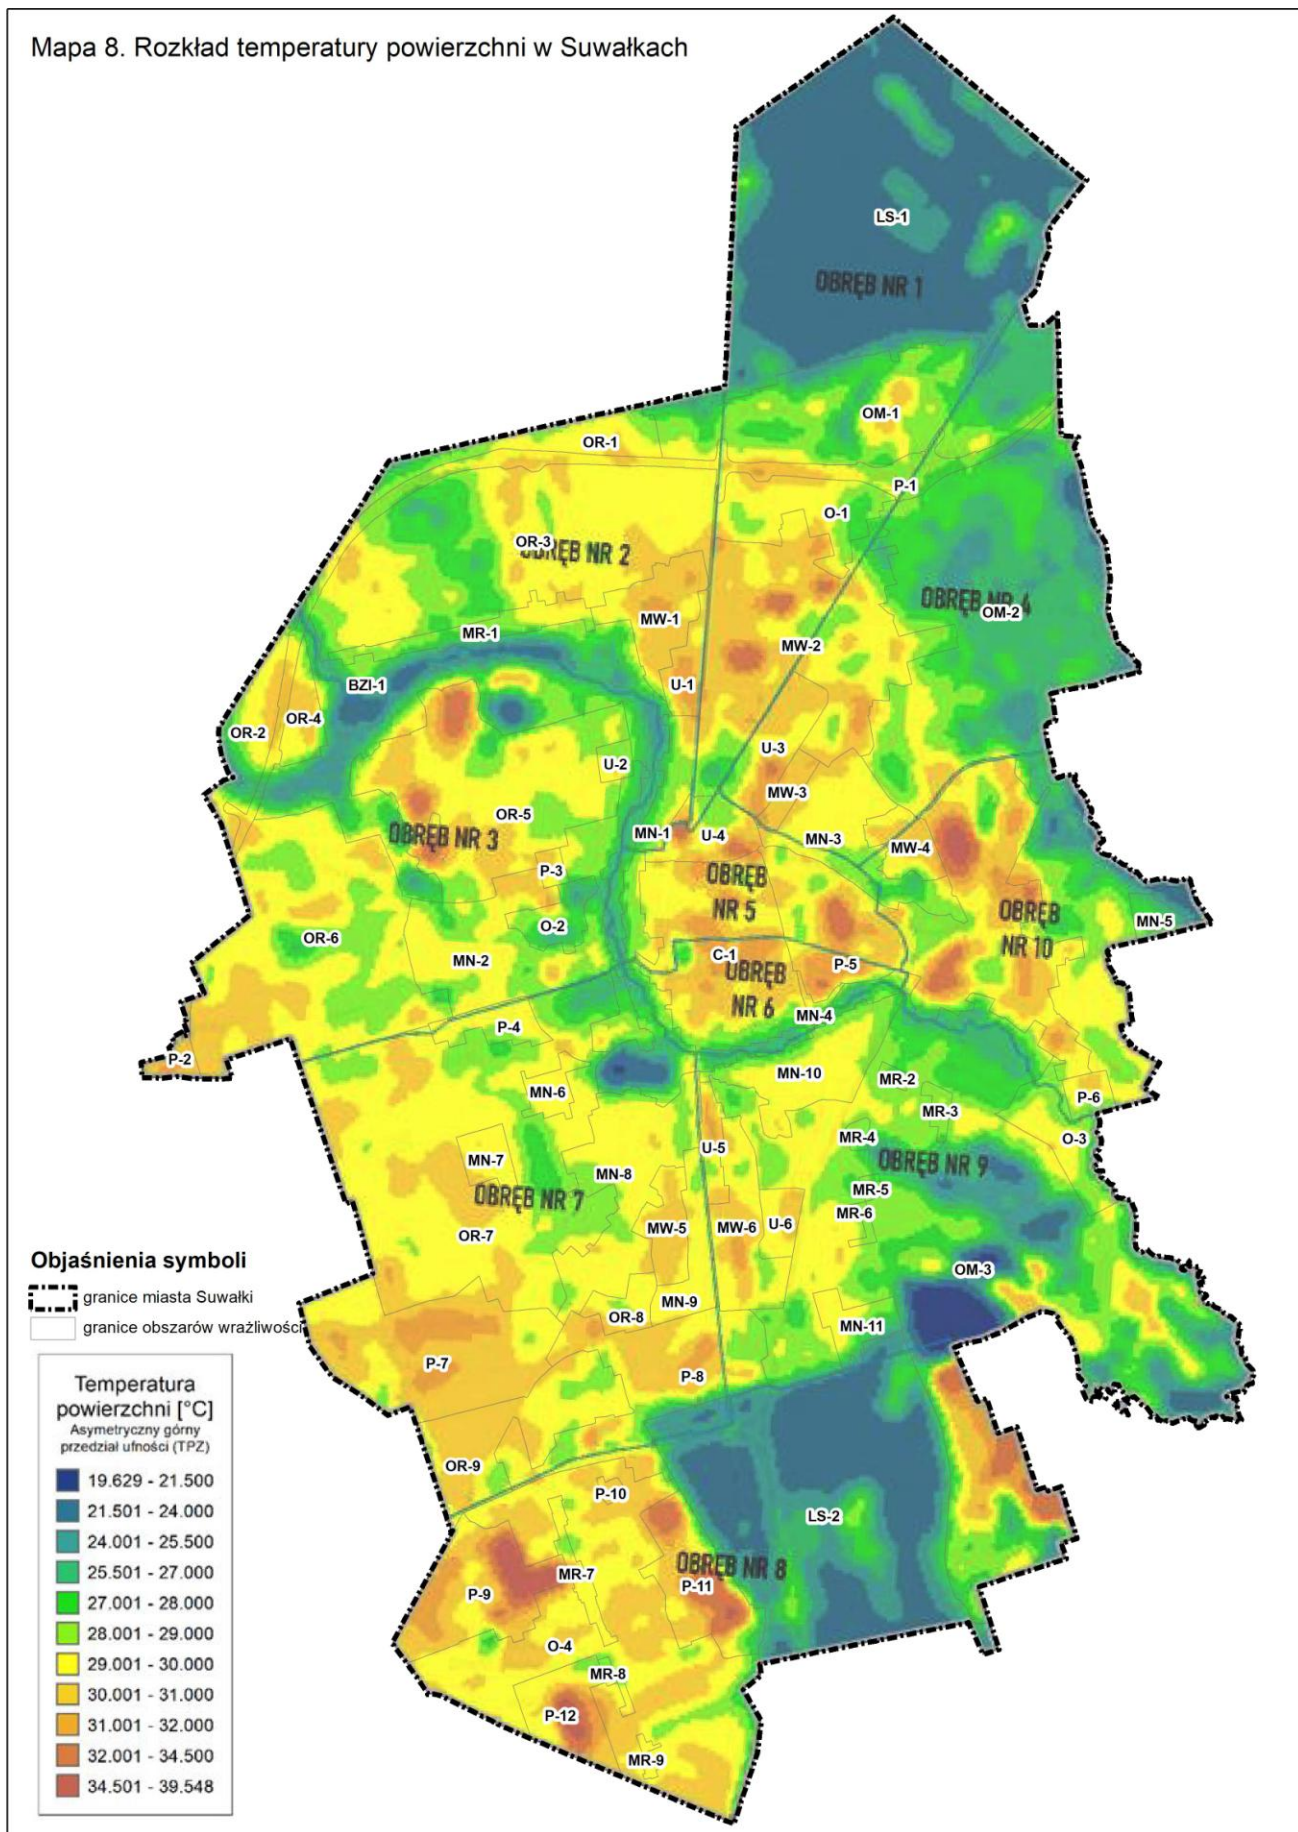 Mapa 8. Rozkład temperatury powierzchni w Suwałkach
LS-1
OBRĘB NR 1
OM-1
OR-1
P-1
O-1
OR-3
OBRĘB NR 2
OBRĘB NR 4
OM-2
MW-1
MR-1
MW-2
U-1
BZI-1
OR-4
OR-2
U-3
U-2
MW-3
OR-5
MN-1
U-4
MN-3
OBRĘB NR 3
MW-4
P-3
OBRĘB
NR 5
OBRĘB
NR 10
MN-5
O-2
OR-6
MN-2
C-1
P-5
OBRĘB
NR 6
MN-4
P-4
P-2
MN-10
MR-2
MN-6
P-6
MR-3
MR-4
O-3
U-5
MN-7
OBRĘB NR 9
MN-8
MR-5
OBRĘB NR 7
MR-6
MW-5
MW-6
U-6
OR-7
OM-3
MN-9
OR-8
MN-11
P-7
P-8
OR-9
P-10
LS-2
OBRĘB NR 8
MR-7
P-11
P-9
O-4
MR-8
P-12
MR-9
Objaśnienia symboli
granice miasta Suwałki
granice obszarów wrażliwości
Temperatura
powierzchni [°C]
Asymetryczny górny
przedział ufności (TPZ)
19.629 - 21.500
21.501 - 24.000
24.001 - 25.500
25.501 - 27.000
27.001 - 28.000
28.001 - 29.000
29.001 - 30.000
30.001 - 31.000
31.001 - 32.000
32.001 - 34.500
34.501 - 39.548